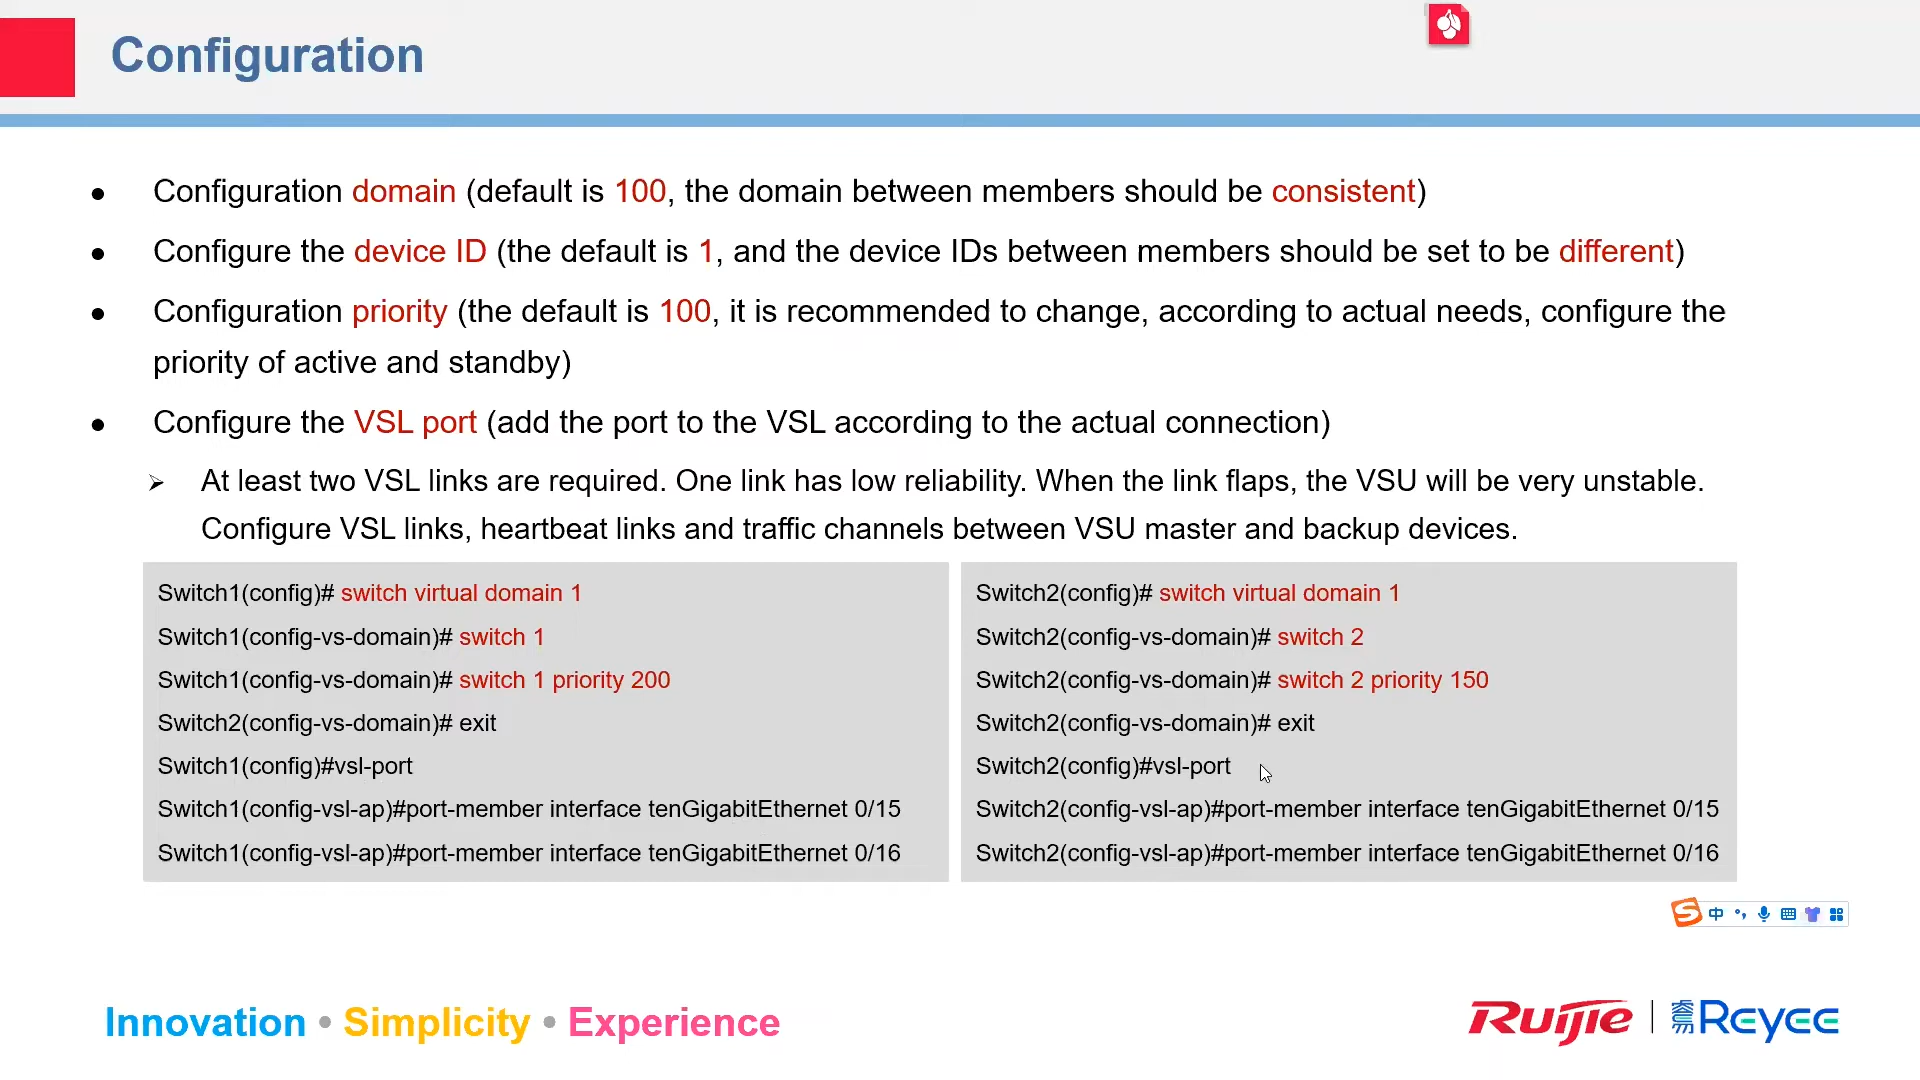 Configuration
● Configuration domain (default is 100, the domain between members should be consistent)
● Configure the device ID (the default is 1, and the device IDs between members should be set to be different)
● Configuration priority (the default is 100, it is recommended to change, according to actual needs, configure the
priority of active and standby)
● Configure the VSL port (add the port to the VSL according to the actual connection)
➢ At least two VSL links are required. One link has low reliability. When the link flaps, the VSU will be very unstable.
Configure VSL links, heartbeat links and traffic channels between VSU master and backup devices.
Switch1(config)# switch virtual domain 1
Switch1(config-vs-domain)# switch 1
Switch1(config-vs-domain)# switch 1 priority 200
Switch2(config-vs-domain)# exit
Switch1(config)#vsl-port
Switch1(config-vsl-ap)#port-member interface tenGigabitEthernet 0/15
Switch1(config-vsl-ap)#port-member interface tenGigabitEthernet 0/16
Switch2(config)# switch virtual domain 1
Switch2(config-vs-domain)# switch 2
Switch2(config-vs-domain)# switch 2 priority 150
Switch2(config-vs-domain)# exit
Switch2(config)#vsl-port
Switch2(config-vsl-ap)#port-member interface tenGigabitEthernet 0/15
Switch2(config-vsl-ap)#port-member interface tenGigabitEthernet 0/16
S 中
Innovation • Simplicity • Experience
Ruijie | 睿易 Reyee